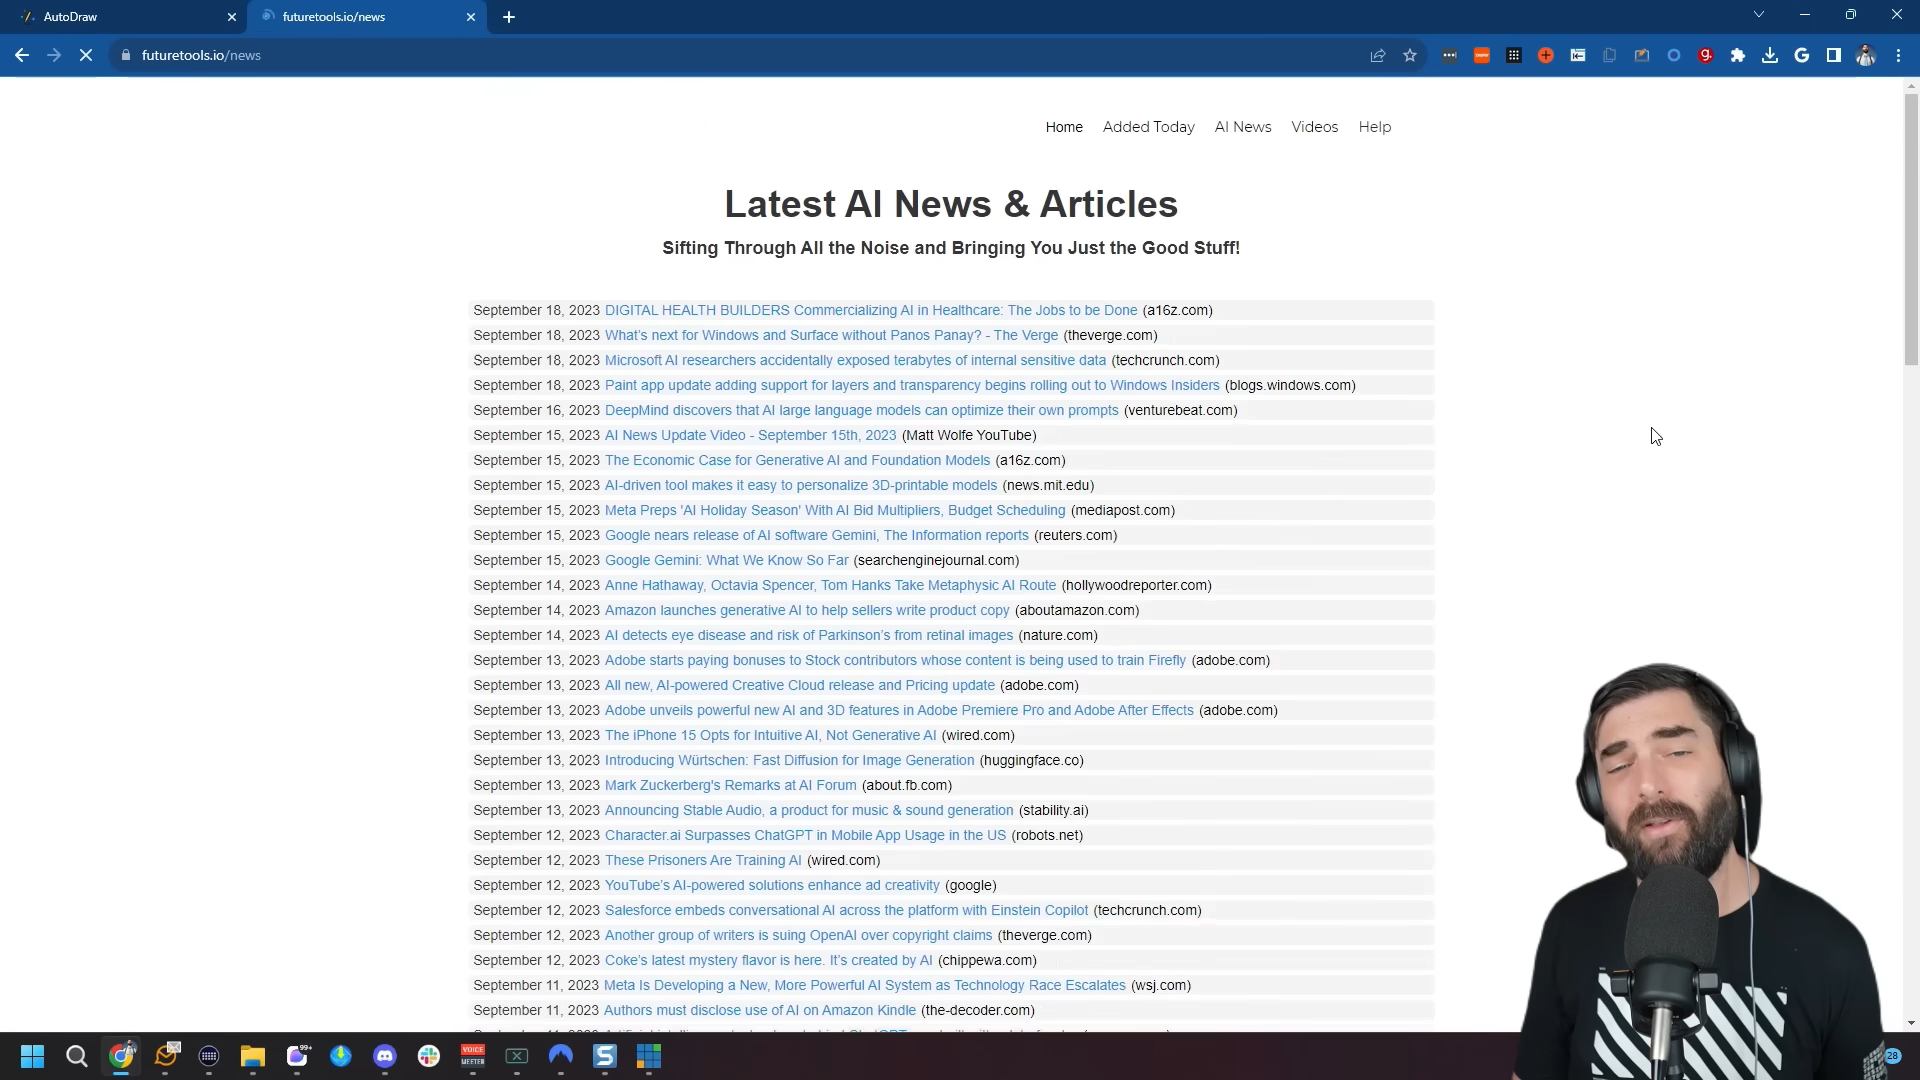 AutoDraw
futuretools.io/news
futuretools.io/news
Home Added Today AI News Videos Help
Latest AI News & Articles
Sifting Through All the Noise and Bringing You Just the Good Stuff!
September 18, 2023 DIGITAL HEALTH BUILDERS Commercializing AI in Healthcare: The Jobs to be Done (a16z.com)
September 18, 2023 What's next for Windows and Surface without Panos Panay? - The Verge (theverge.com)
September 18, 2023 Microsoft AI researchers accidentally exposed terabytes of internal sensitive data (techcrunch.com)
September 18, 2023 Paint app update adding support for layers and transparency begins rolling out to Windows Insiders (blogs.windows.com)
September 16, 2023 DeepMind discovers that AI large language models can optimize their own prompts (venturebeat.com)
September 15, 2023 AI News Update Video - September 15th, 2023 (Matt Wolfe YouTube)
September 15, 2023 The Economic Case for Generative AI and Foundation Models (a16z.com)
September 15, 2023 AI-driven tool makes it easy to personalize 3D-printable models (news.mit.edu)
September 15, 2023 Meta Preps 'AI Holiday Season' With AI Bid Multipliers, Budget Scheduling (mediapost.com)
September 15, 2023 Google nears release of AI software Gemini, The Information reports (reuters.com)
September 15, 2023 Google Gemini: What We Know So Far (searchenginejournal.com)
September 14, 2023 Anne Hathaway, Octavia Spencer, Tom Hanks Take Metaphysic AI Route (hollywoodreporter.com)
September 14, 2023 Amazon launches generative AI to help sellers write product copy (aboutamazon.com)
September 14, 2023 AI detects eye disease and risk of Parkinson's from retinal images (nature.com)
September 13, 2023 Adobe starts paying bonuses to Stock contributors whose content is being used to train Firefly (adobe.com)
September 13, 2023 All new, AI-powered Creative Cloud release and Pricing update (adobe.com)
September 13, 2023 Adobe unveils powerful new AI and 3D features in Adobe Premiere Pro and Adobe After Effects (adobe.com)
September 13, 2023 The iPhone 15 Opts for Intuitive AI, Not Generative AI (wired.com)
September 13, 2023 Introducing Würtschen: Fast Diffusion for Image Generation (huggingface.co)
September 13, 2023 Mark Zuckerberg's Remarks at AI Forum (about.fb.com)
September 13, 2023 Announcing Stable Audio, a product for music & sound generation (stability.ai)
September 12, 2023 Character.ai Surpasses ChatGPT in Mobile App Usage in the US (robots.net)
September 12, 2023 These Prisoners Are Training AI (wired.com)
September 12, 2023 YouTube's AI-powered solutions enhance ad creativity (google)
September 12, 2023 Salesforce embeds conversational AI across the platform with Einstein Copilot (techcrunch.com)
September 12, 2023 Another group of writers is suing OpenAI over copyright claims (theverge.com)
September 12, 2023 Coke's latest mystery flavor is here. It's created by AI (chippewa.com)
September 11, 2023 Meta Is Developing a New, More Powerful AI System as Technology Race Escalates (wsj.com)
September 11, 2023 Authors must disclose use of AI on Amazon Kindle (the-decoder.com)
99+
VOICE
MEETER
28